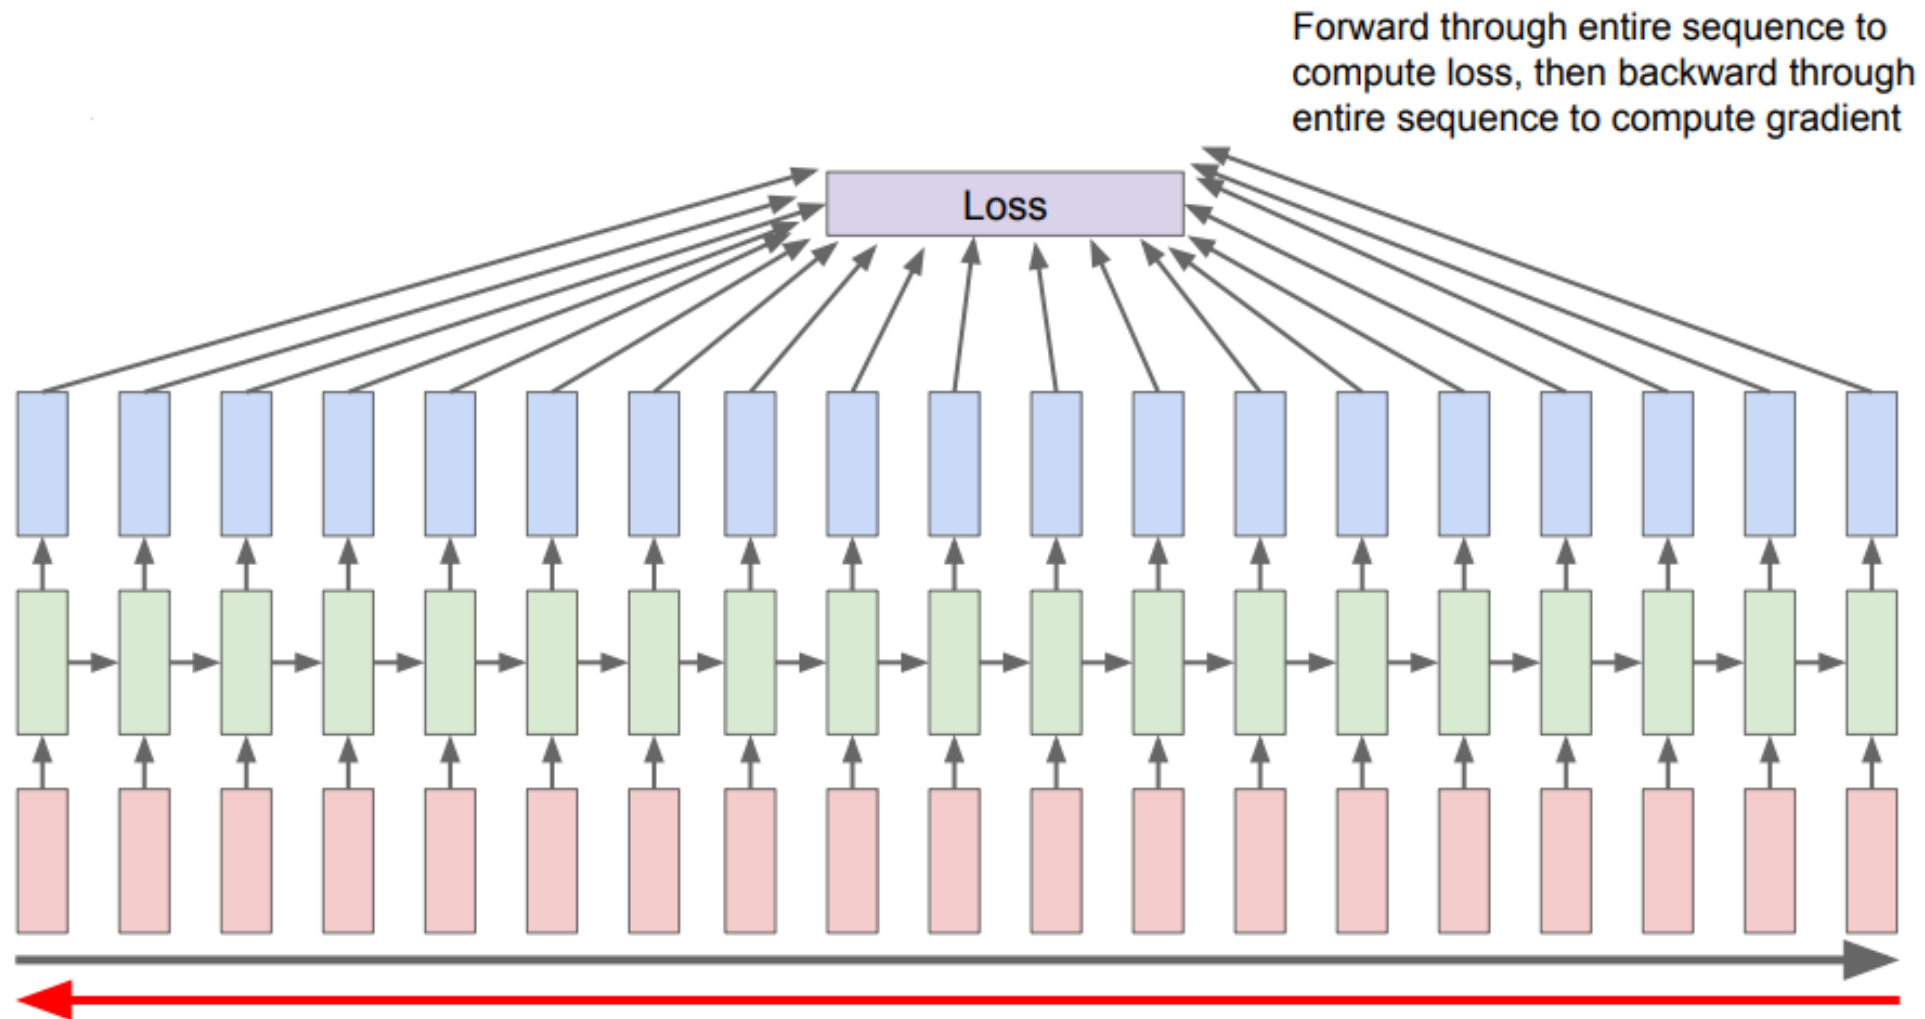 Forward through entire sequence to
compute loss, then backward through
entire sequence to compute gradient
Loss